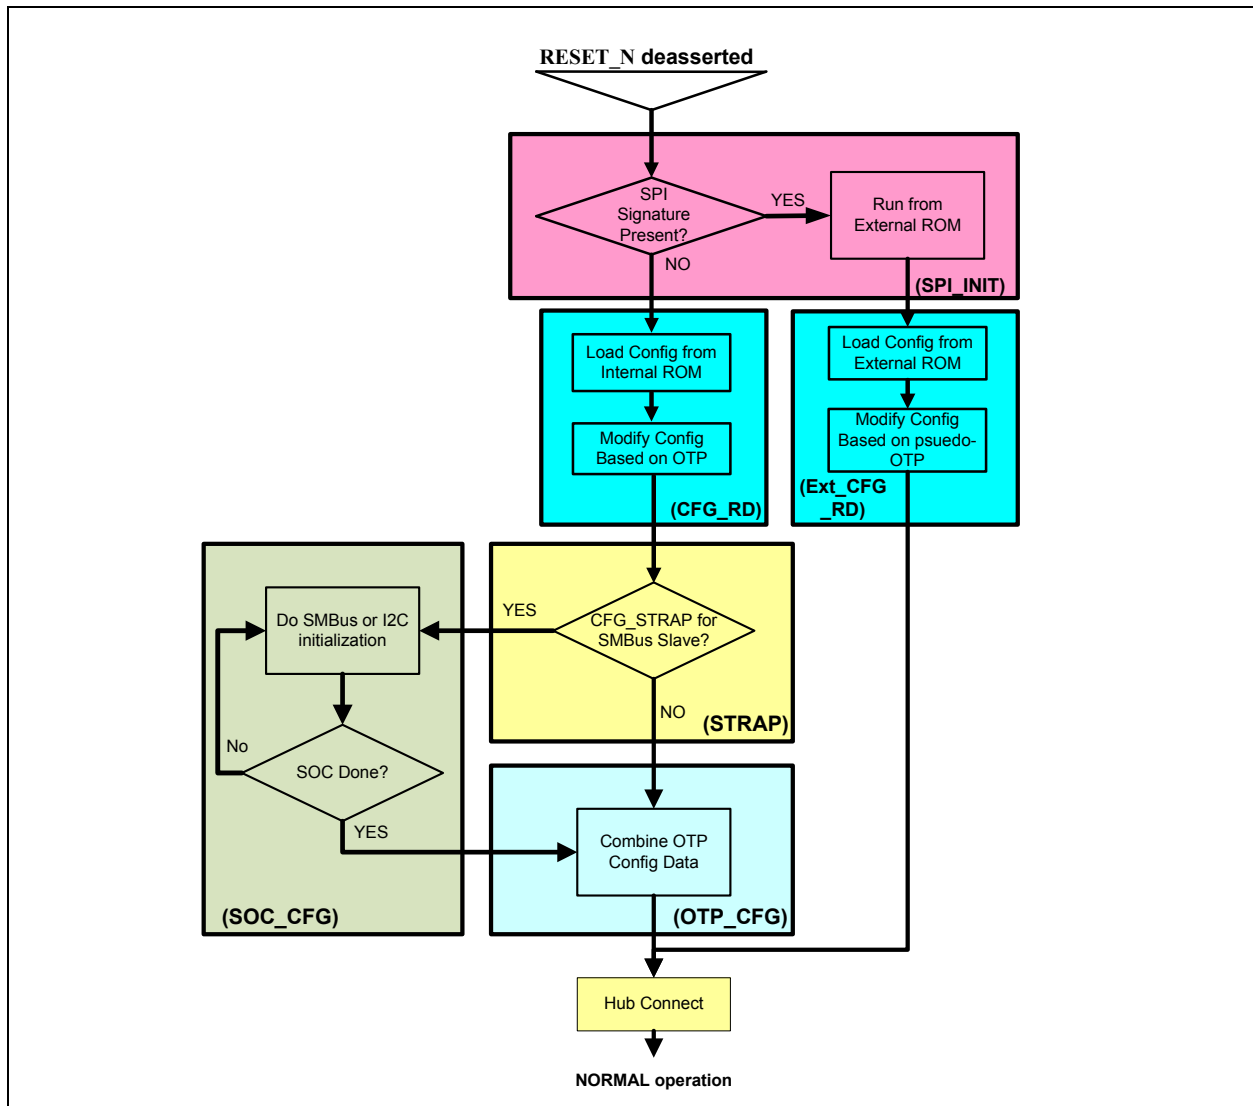 RESET_N deasserted
SPI
Signature
Present?
YES
Run from
External ROM
NO
(SPI_INIT)
Load Config from
Internal ROM
Load Config from
External ROM
Modify Config
Based on OTP
Modify Config
Based on psuedo-
OTP
(CFG_RD)
(Ext_CFG
_RD)
Do SMBus or I2C
initialization
YES
CFG_STRAP for
SMBus Slave?
NO
(STRAP)
No
SOC Done?
YES
Combine OTP
Config Data
(SOC_CFG)
(OTP_CFG)
Hub Connect
NORMAL operation